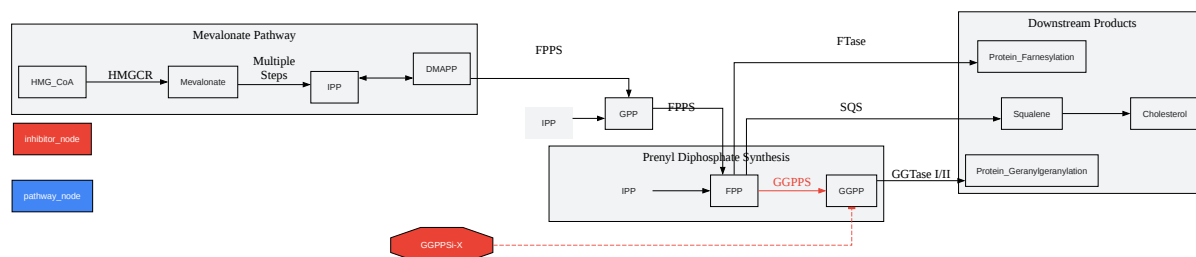 Mevalonate Pathway
HMG_CoA
HMGCR
Mevalonate
Multiple
Steps
IPP
DMAPP
inhibitor_node
pathway_node
FPPS
IPP
GPP
FPPS
FTase
SQS
Prenyl Diphosphate Synthesis
IPP
FPP
GGPPS
GGPP
GGTase I/II
GGPPSi-X
Downstream Products
Protein_Farnesylation
Squalene
Cholesterol
Protein_Geranylgeranylation